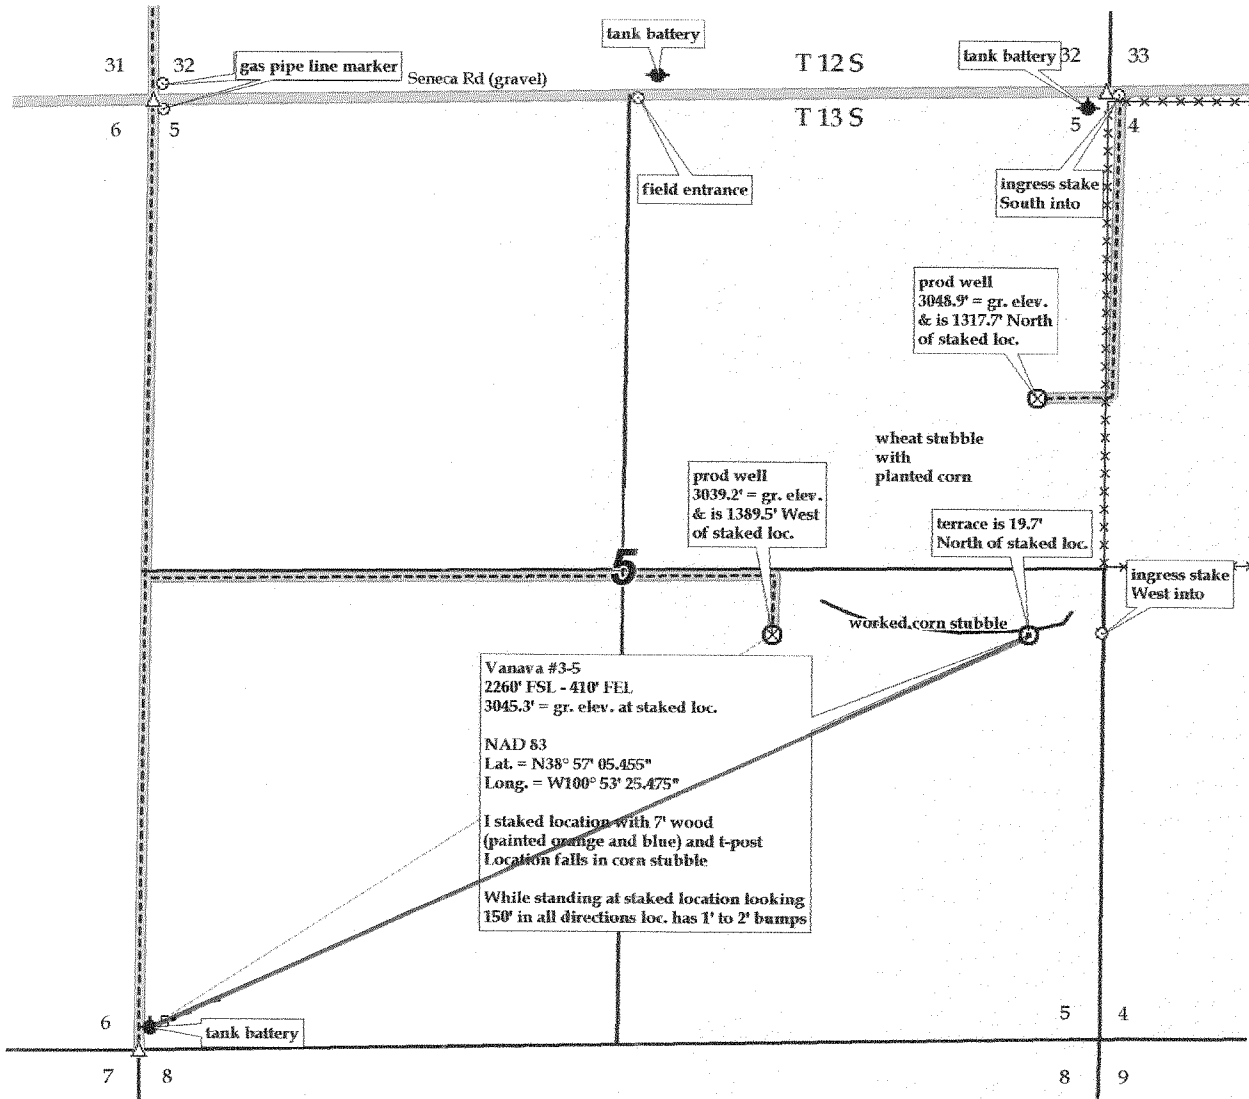 tank battery
31
32
gas pipe line marker
Seneca Rd (gravel)
T 12 S
tank battery
32
33
6
5
T 13 S
5
4
field entrance
ingress stake
South into
prod well
3048.9' = gr. elev.
& is 1317.7' North
of staked loc.
wheat stubble
with
planted corn
prod well
3039.2' = gr. elev.
& is 1389.5' West
of staked loc.
terrace is 19.7'
North of staked loc.
5
ingress stake
West into
worked corn stubble
Vanava #3-5
2260' FSL - 410' FEL
3045.3' = gr. elev. at staked loc.
NAD 83
Lat. = N38° 57' 05.455"
Long. = W100° 53' 25.475"
I staked location with 7' wood
(painted orange and blue) and t-post
Location falls in corn stubble
While standing at staked location looking
150' in all directions loc. has 1' to 2' bumps
6
5
tank battery
5
4
7
8
8
9